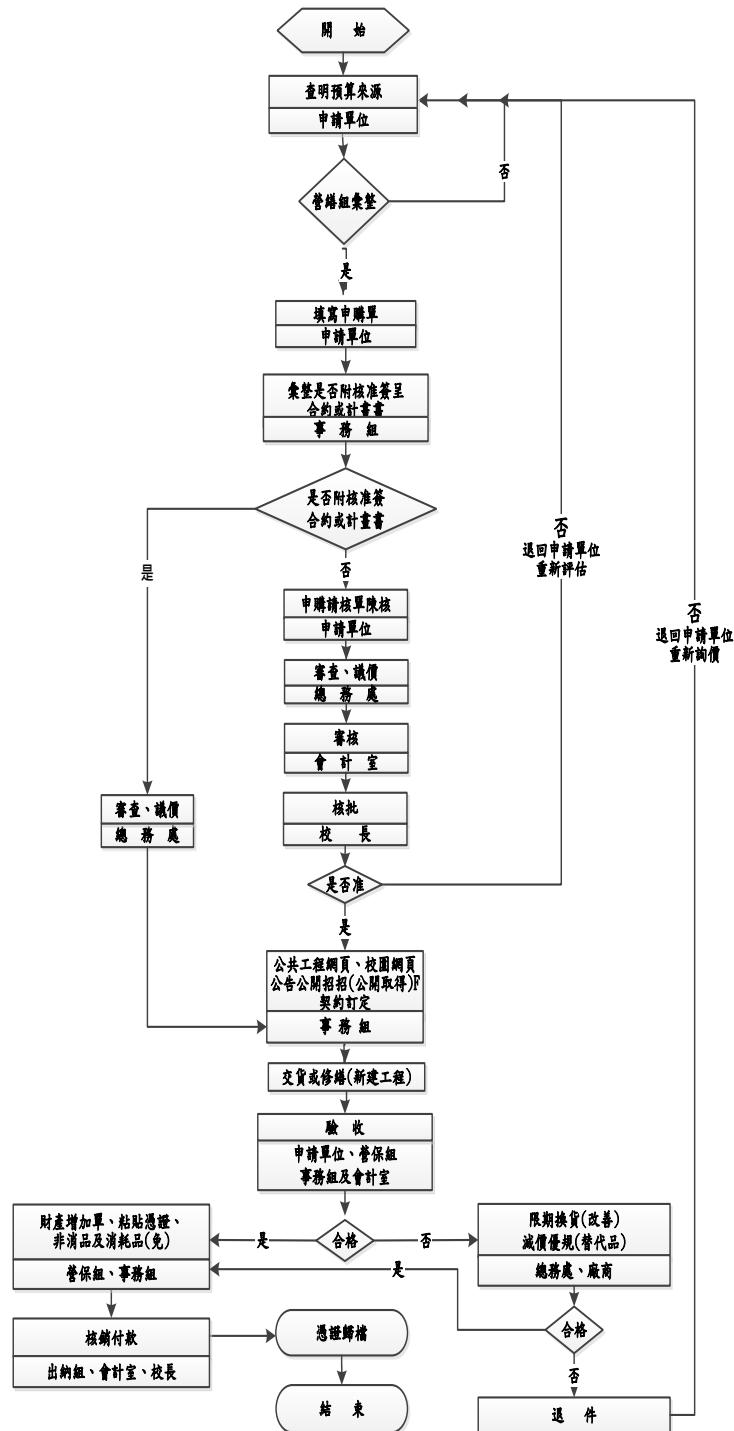 開 始
查明預算來源
申請單位
否
營繕組彙整
是
填寫申購單
申請單位
彙整是否附核准簽呈
合約或計畫書
事 務 組
是否附核准簽
合約或計畫書
否
退回申請單位
重新評估
是
否
申購請核單陳核
申請單位
否
退回申請單位
重新詢價
審查、議價
總 務 處
審核
會 計 室
審查、議價
總 務 處
核批
校 長
是否准
是
公共工程網頁、校園網頁
公告公開招招(公開取得)F
契約訂定
事 務 組
交貨或修繕(新建工程)
驗 收
申請單位、營保組
事務組及會計室
財產增加單、粘貼憑證、
非消品及消耗品(免)
營保組、事務組
是
合格
否
限期換貨(改善)
減價優規(替代品)
總務處、廠商
是
合格
核銷付款
出納組、會計室、校長
憑證歸檔
否
結 束
退 件